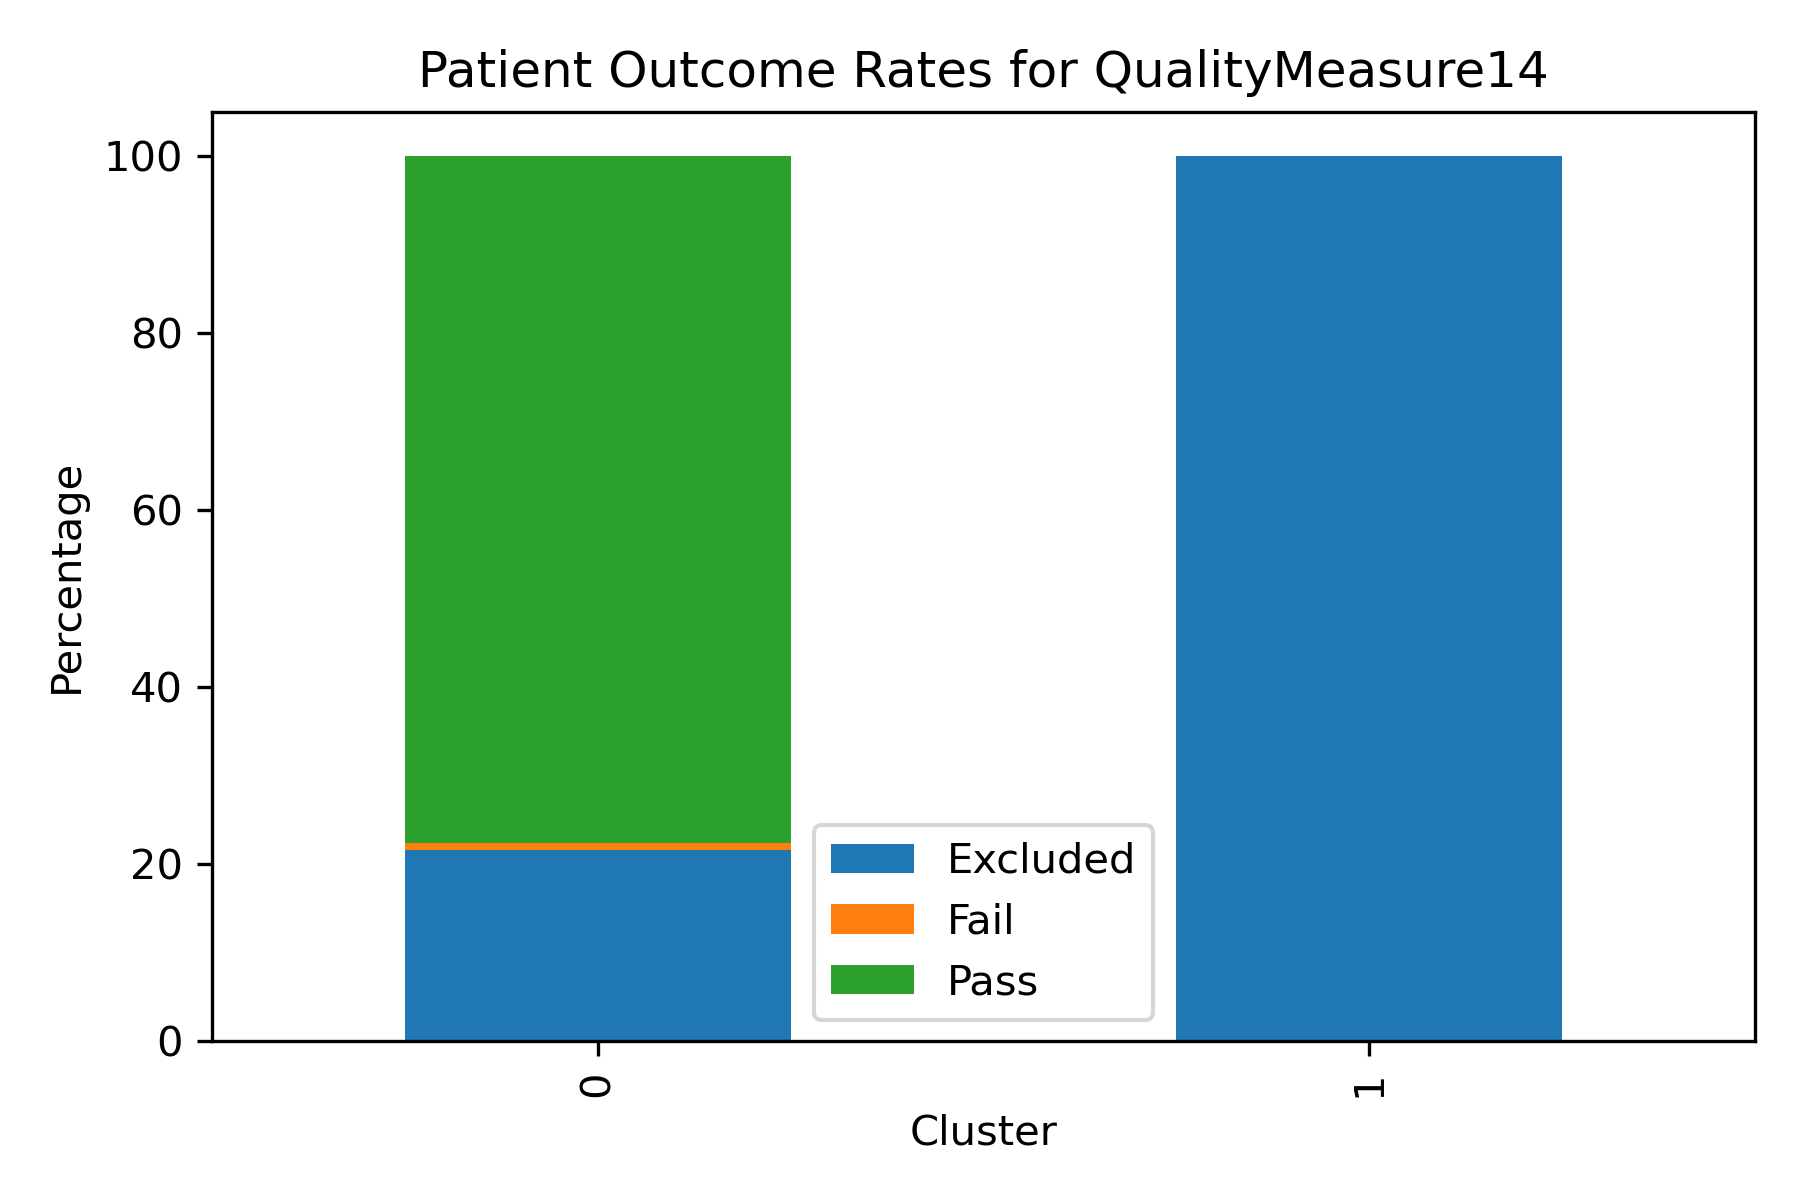 Patient Outcome Rates for QualityMeasure14
Percentage
100
80
60
40
20
0
Excluded
Fail
Pass
0
1
Cluster